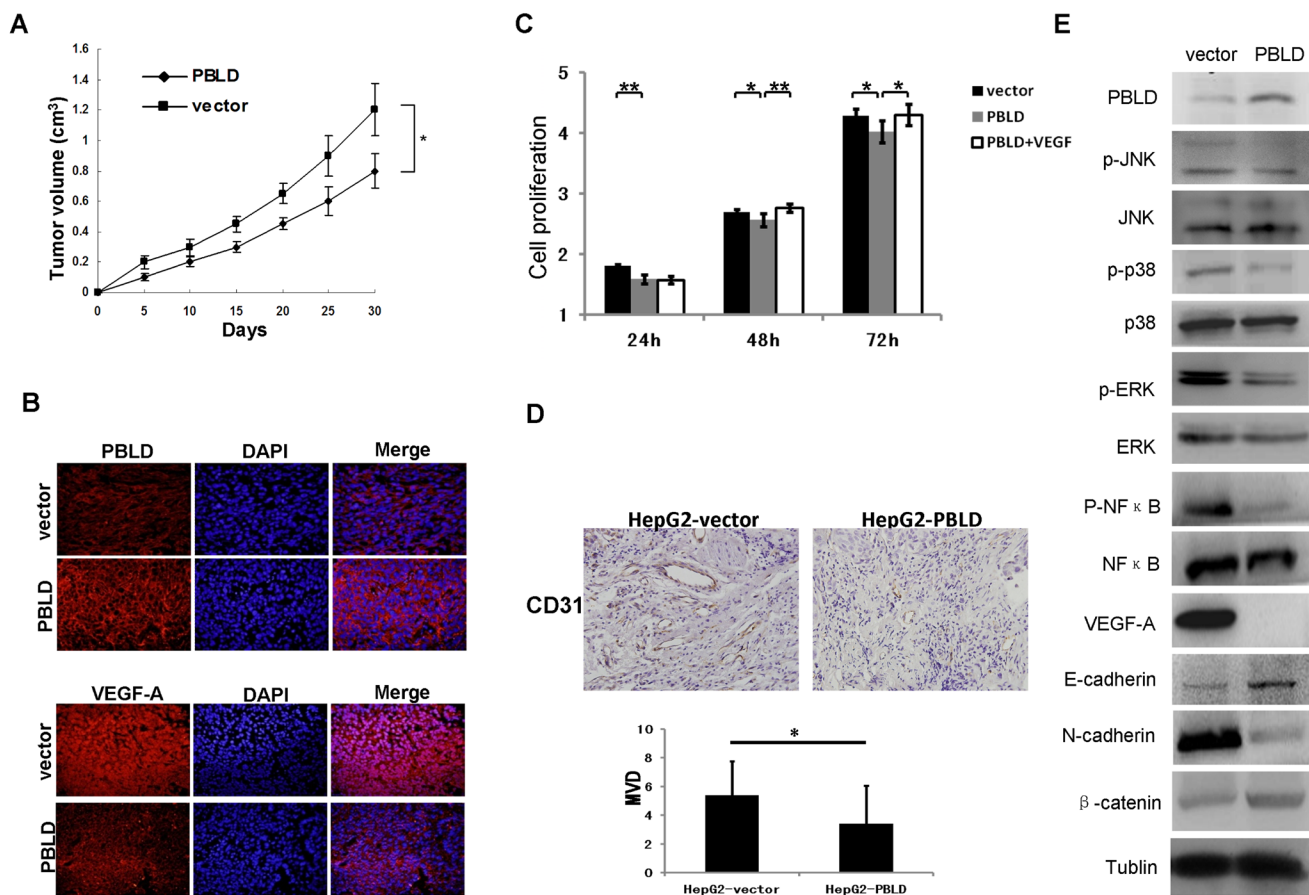 A
1.6
1.4
1.2
1
0.8
0.6
0.4
0.2
0
Tumor volume (cm³)
PBLD
vector
*
0 5 10 15 20 25 30
Days
B
PBLD DAPI Merge
vector
PBLD
VEGF-A DAPI Merge
vector
PBLD
C
5
4
3
2
1
Cell proliferation
** * ** * *
vector
PBLD
PBLD+VEGF
24h 48h 72h
D
HepG2-vector HepG2-PBLD
CD31
10
8
6
4
2
0
MVD
*
HepG2-vector HepG2-PBLD
E
vector PBLD
PBLD
p-JNK
JNK
p-p38
p38
p-ERK
ERK
P-NFκB
NFκB
VEGF-A
E-cadherin
N-cadherin
β-catenin
Tublin